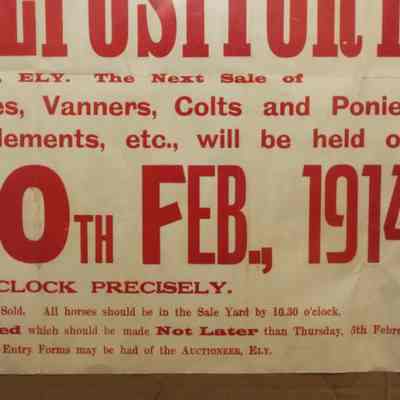 EPOSITORY
, ELY. The Next Sale of
es, Vanners, Colts and Ponie
lements, etc., will be held o
0TH FEB., 1914
CLOCK PRECISELY.
Sold. All horses should be in the Sale Yard by 10.30 o'clock.
ed which should be made Not Later than Thursday, 5th Febr
Entry Forms may be had of the AUCTIONEER, ELY.